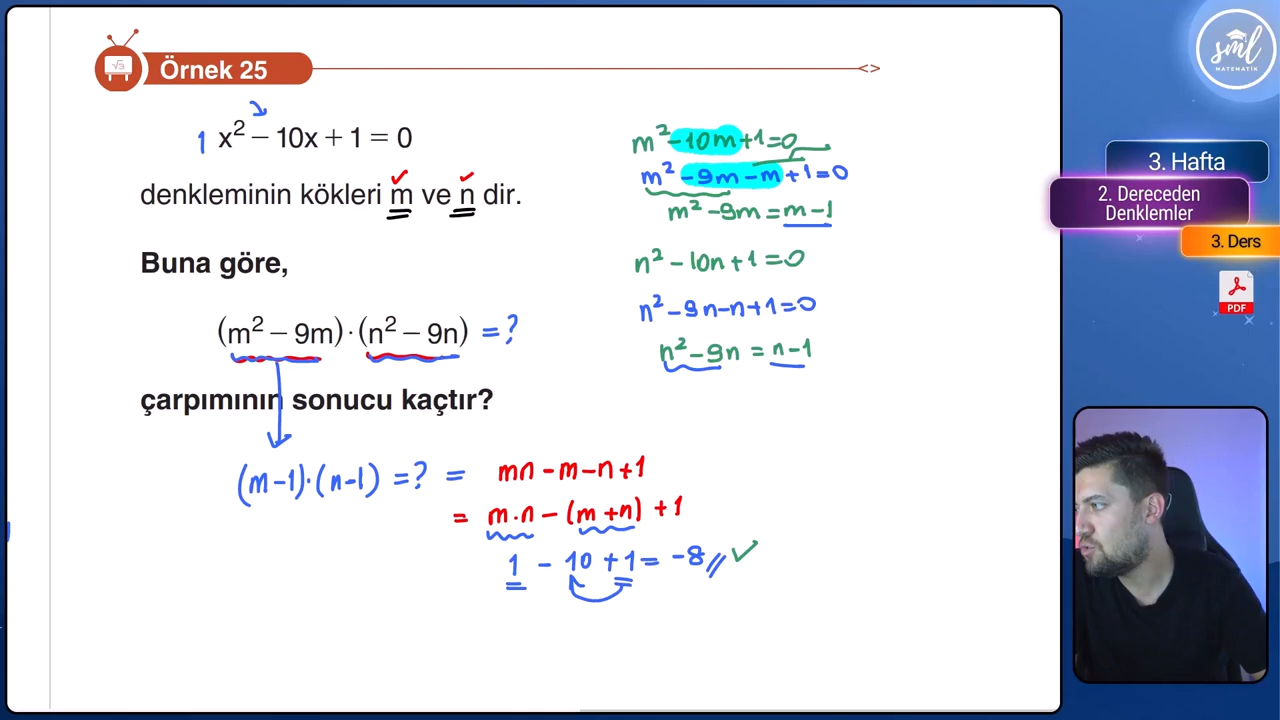 Örnek 25
<>
1 x² − 10x + 1 = 0
denkleminin kökleri m ve n dir.
Buna göre,
(m² − 9m) · (n² − 9n) = ?
çarpımının sonucu kaçtır?
(m-1)·(n-1) = ? = mn - m - n + 1
= m·n - (m+n) + 1
1 - 10 + 1 = -8
m² - 10m + 1 = 0
m² - 9m - m + 1 = 0
m² - 9m = m - 1
n² - 10n + 1 = 0
n² - 9n - n + 1 = 0
n² - 9n = n - 1
sml
MATEMATİK
3. Hafta
2. Dereceden
Denklemler
3. Ders
PDF